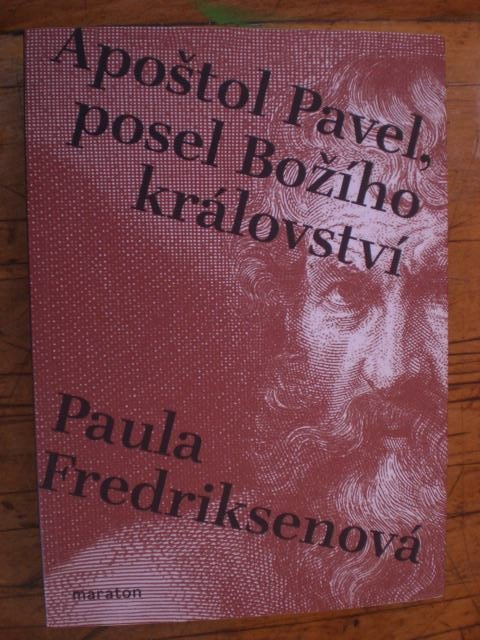 Apoštol Pavel,
posel Božího
království
Paula
Fredriksenová
maraton